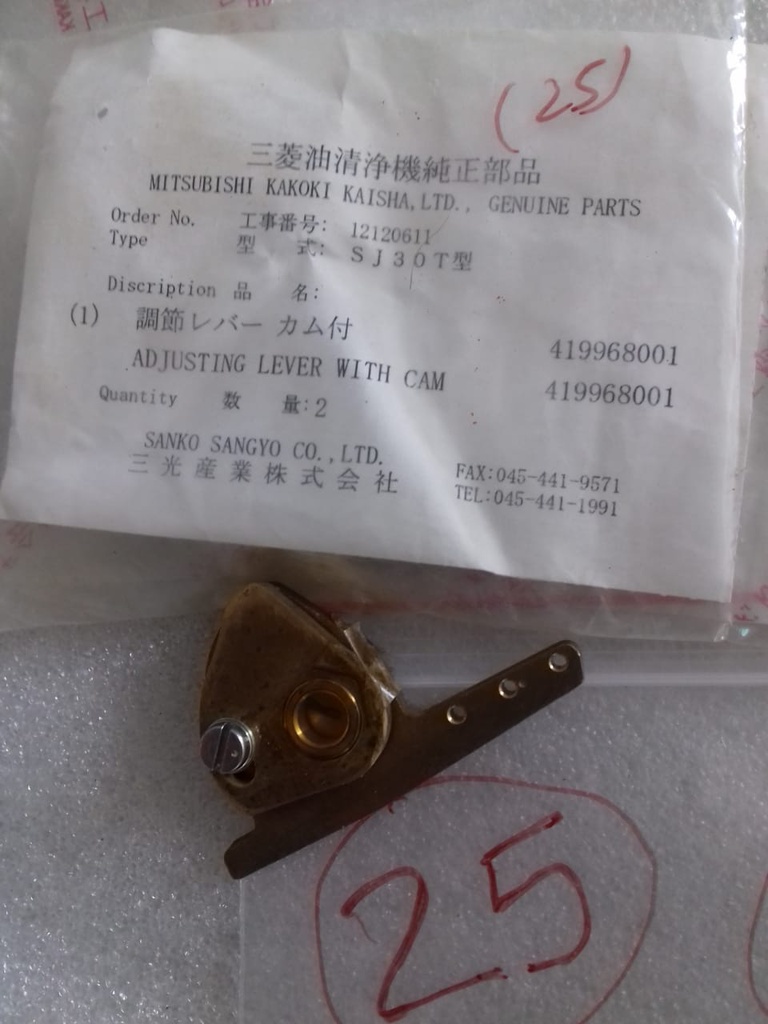 (25)
三菱油清浄機純正部品
MITSUBISHI KAKOKI KAISHA,LTD., GENUINE PARTS
Order No. 工事番号: 12120611
Type 型 式: SJ30T型
Discription 品 名:
(1) 調節レバー カム付 419968001
ADJUSTING LEVER WITH CAM 419968001
Quantity 数 量:2
SANKO SANGYO CO.,LTD. FAX:045-441-9571
三光産業株式会社 TEL:045-441-1991
25